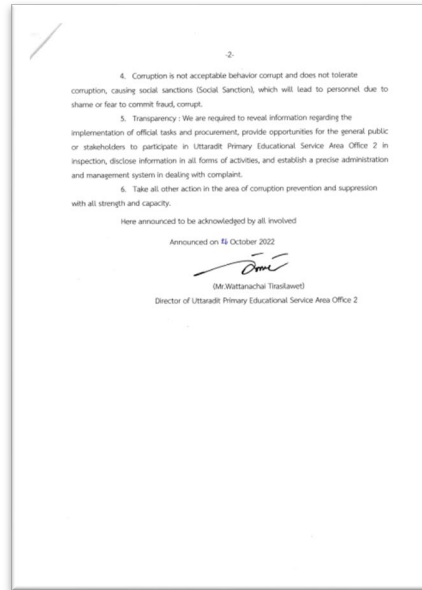 -2-
4. Corruption is not acceptable behavior corrupt and does not tolerate
corruption, causing social sanctions (Social Sanction), which will lead to personnel due to
shame or fear to commit fraud, corrupt.
5. Transparency : We are required to reveal information regarding the
implementation of official tasks and procurement, provide opportunities for the general public
or stakeholders to participate in Uttaradit Primary Educational Service Area Office 2 in
inspection, disclose information in all forms of activities, and establish a precise administration
and management system in dealing with complaint.
6. Take all other action in the area of corruption prevention and suppression
with all strength and capacity.
Here announced to be acknowledged by all involved
Announced on October 2022
(Mr.Wattanachai Tirasilawet)
Director of Uttaradit Primary Educational Service Area Office 2